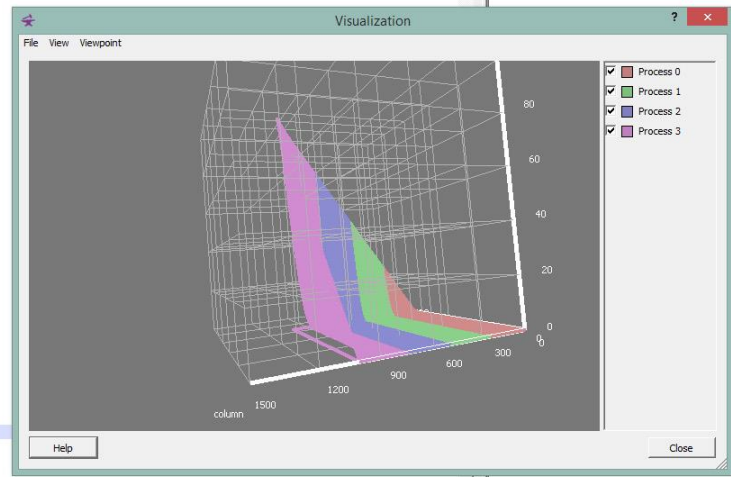 Visualization
?
×
File View Viewpoint
Process 0
Process 1
Process 2
Process 3
80
60
40
20
0
0
0
300
600
900
1200
1500
column
Help
Close